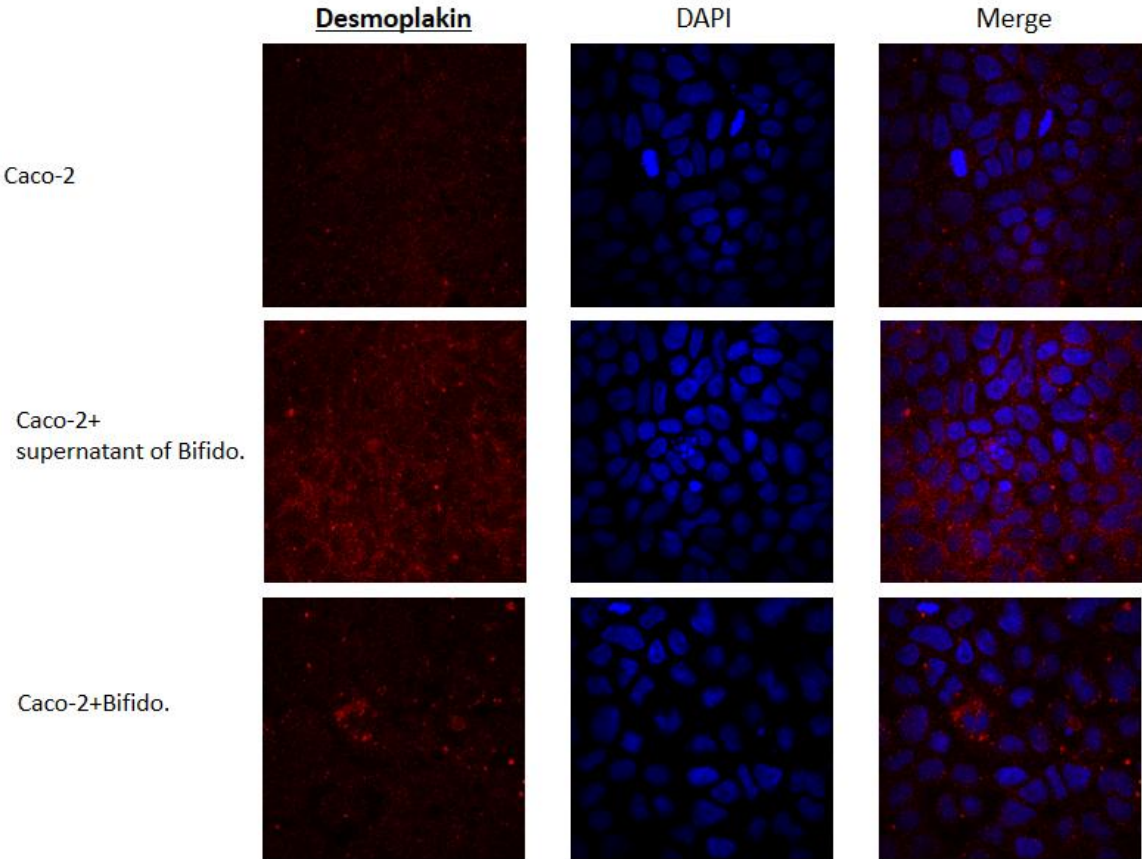 Desmoplakin DAPI Merge
Caco-2
Caco-2+
supernatant of Bifido.
Caco-2+Bifido.